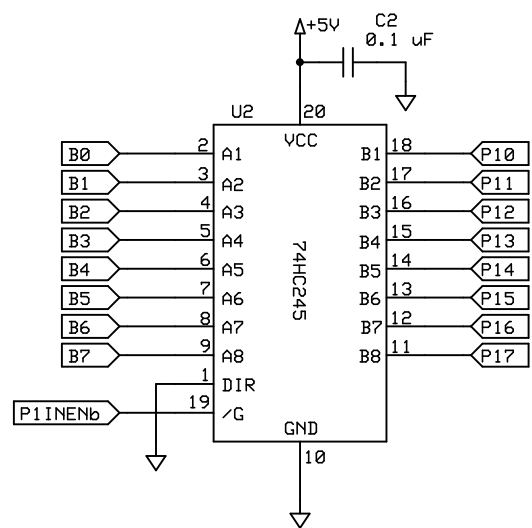 +5V
C2
0.1 uF
U2
20
VCC
B0 2 A1 B1 18 P10
B1 3 A2 B2 17 P11
B2 4 A3 B3 16 P12
B3 5 A4 B4 15 P13
B4 6 A5 B5 14 P14
B5 7 A6 B6 13 P15
B6 8 A7 B7 12 P16
B7 9 A8 B8 11 P17
74HC245
1 DIR
P1INENb 19 /G
GND
10